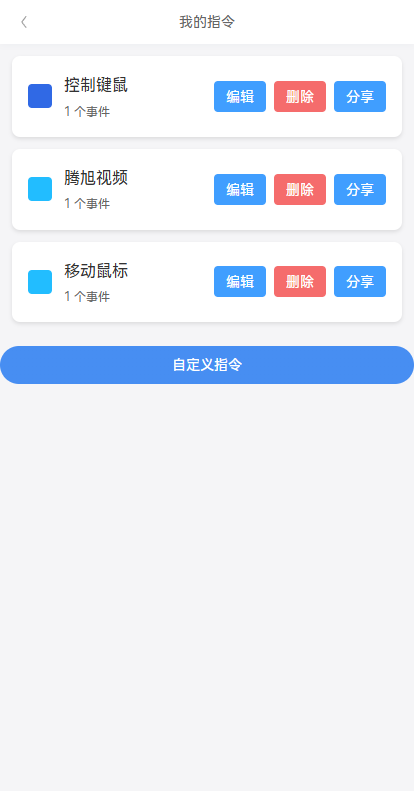 我的指令
控制键鼠
1 个事件
编辑 删除 分享
腾旭视频
1 个事件
编辑 删除 分享
移动鼠标
1 个事件
编辑 删除 分享
自定义指令